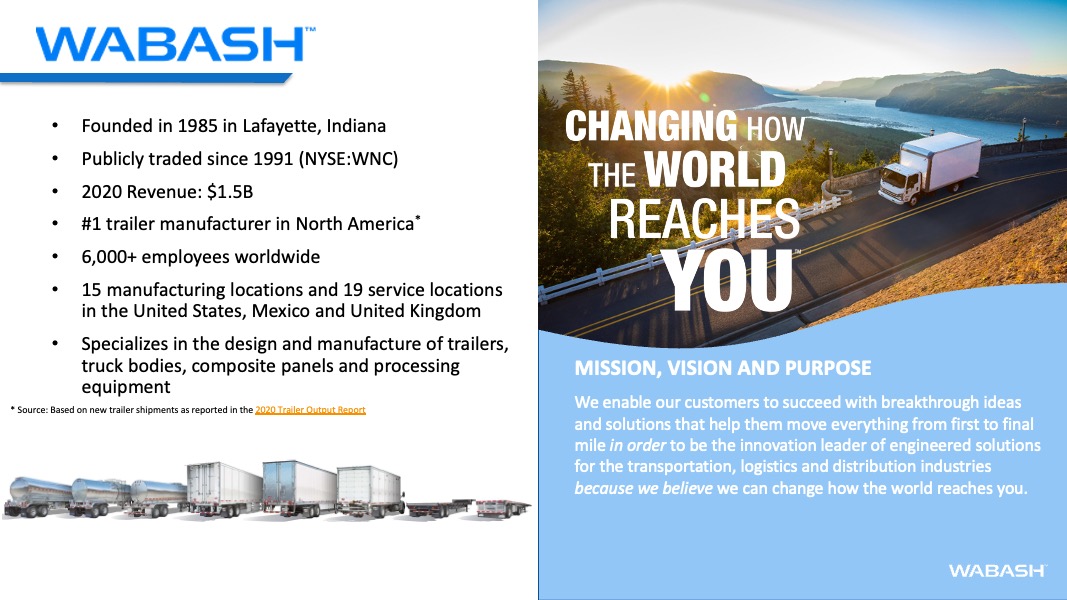 WABASH™
• Founded in 1985 in Lafayette, Indiana
• Publicly traded since 1991 (NYSE:WNC)
• 2020 Revenue: $1.5B
• #1 trailer manufacturer in North America*
• 6,000+ employees worldwide
• 15 manufacturing locations and 19 service locations
in the United States, Mexico and United Kingdom
• Specializes in the design and manufacture of trailers,
truck bodies, composite panels and processing
equipment
* Source: Based on new trailer shipments as reported in the 2020 Trailer Output Report
CHANGING HOW
THE WORLD
REACHES
YOU™
MISSION, VISION AND PURPOSE
We enable our customers to succeed with breakthrough ideas
and solutions that help them move everything from first to final
mile in order to be the innovation leader of engineered solutions
for the transportation, logistics and distribution industries
because we believe we can change how the world reaches you.
WABASH™